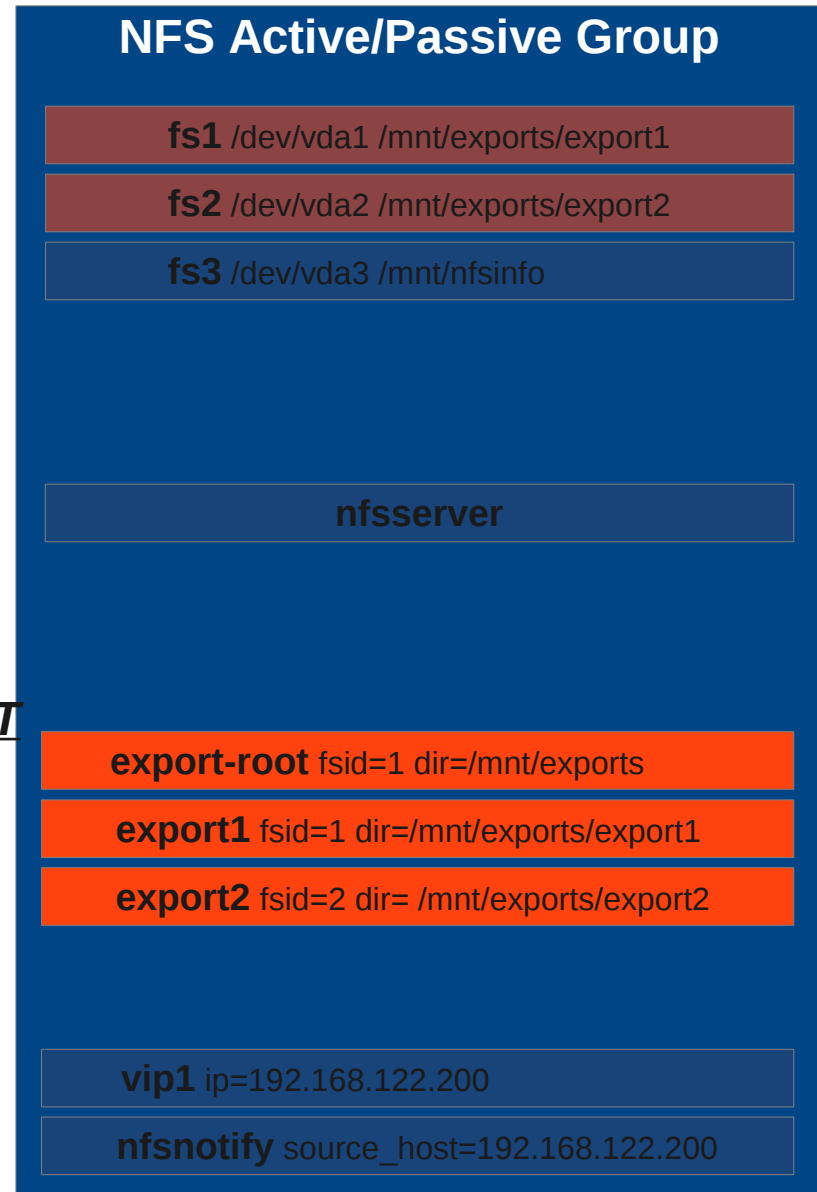 NFS Active/Passive Group
fs1 /dev/vda1 /mnt/exports/export1
fs2 /dev/vda2 /mnt/exports/export2
fs3 /dev/vda3 /mnt/nfsinfo
nfsserver
T
export-root fsid=1 dir=/mnt/exports
export1 fsid=1 dir=/mnt/exports/export1
export2 fsid=2 dir= /mnt/exports/export2
vip1 ip=192.168.122.200
nfsnotify source_host=192.168.122.200